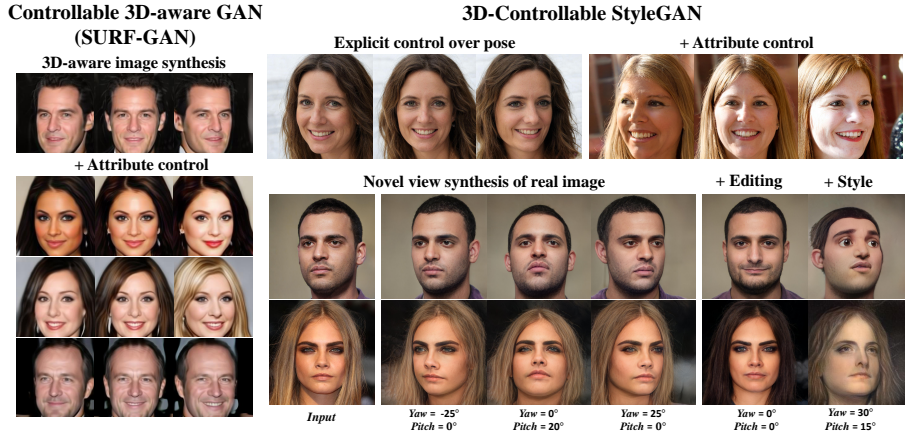 Controllable 3D-aware GAN
(SURF-GAN)
3D-aware image synthesis
+ Attribute control
3D-Controllable StyleGAN
Explicit control over pose
+ Attribute control
Novel view synthesis of real image
+ Editing
+ Style
Input
Yaw = -25°
Pitch = 0°
Yaw = 0°
Pitch = 20°
Yaw = 25°
Pitch = 0°
Yaw = 0°
Pitch = 0°
Yaw = 30°
Pitch = 15°